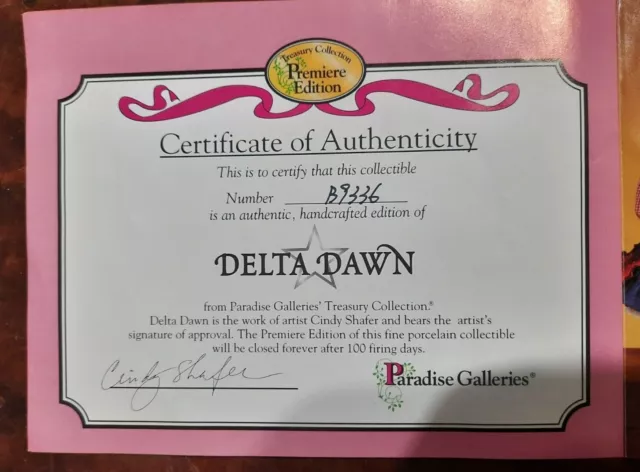 Treasury Collection
Premiere
Edition
Certificate of Authenticity
This is to certify that this collectible
Number B9336
is an authentic, handcrafted edition of
DELTA DAWN
from Paradise Galleries' Treasury Collection.®
Delta Dawn is the work of artist Cindy Shafer and bears the artist's
signature of approval. The Premiere Edition of this fine porcelain collectible
will be closed forever after 100 firing days.
Cindy Shafer
Paradise Galleries®